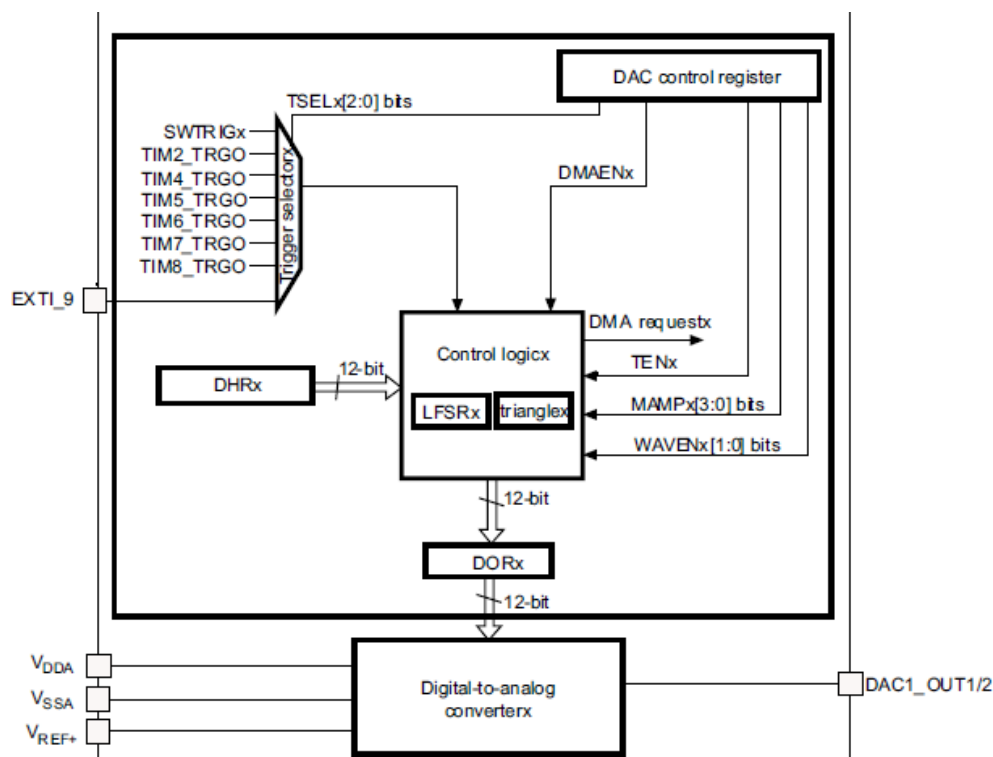 DAC control register
TSELx[2:0] bits
SWTRIGx
TIM2_TRGO
TIM4_TRGO
TIM5_TRGO
TIM6_TRGO
TIM7_TRGO
TIM8_TRGO
Trigger selectorx
DMAENx
EXTI_9
DMA requestx
Control logicx
TENx
12-bit
DHRx
LFSRx
trianglex
MAMPx[3:0] bits
WAVENx[1:0] bits
12-bit
DORx
12-bit
VDDA
VSSA
VREF+
Digital-to-analog
converterx
DAC1_OUT1/2